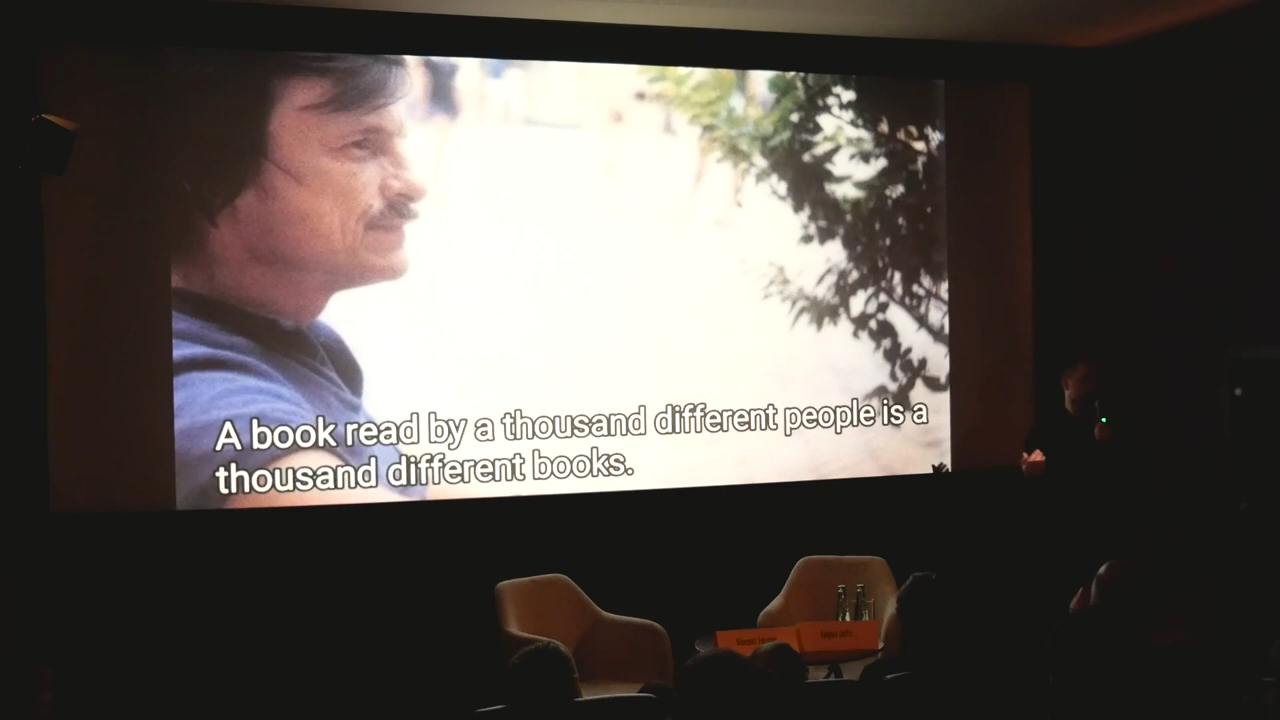 A book read by a thousand different people is a
thousand different books.